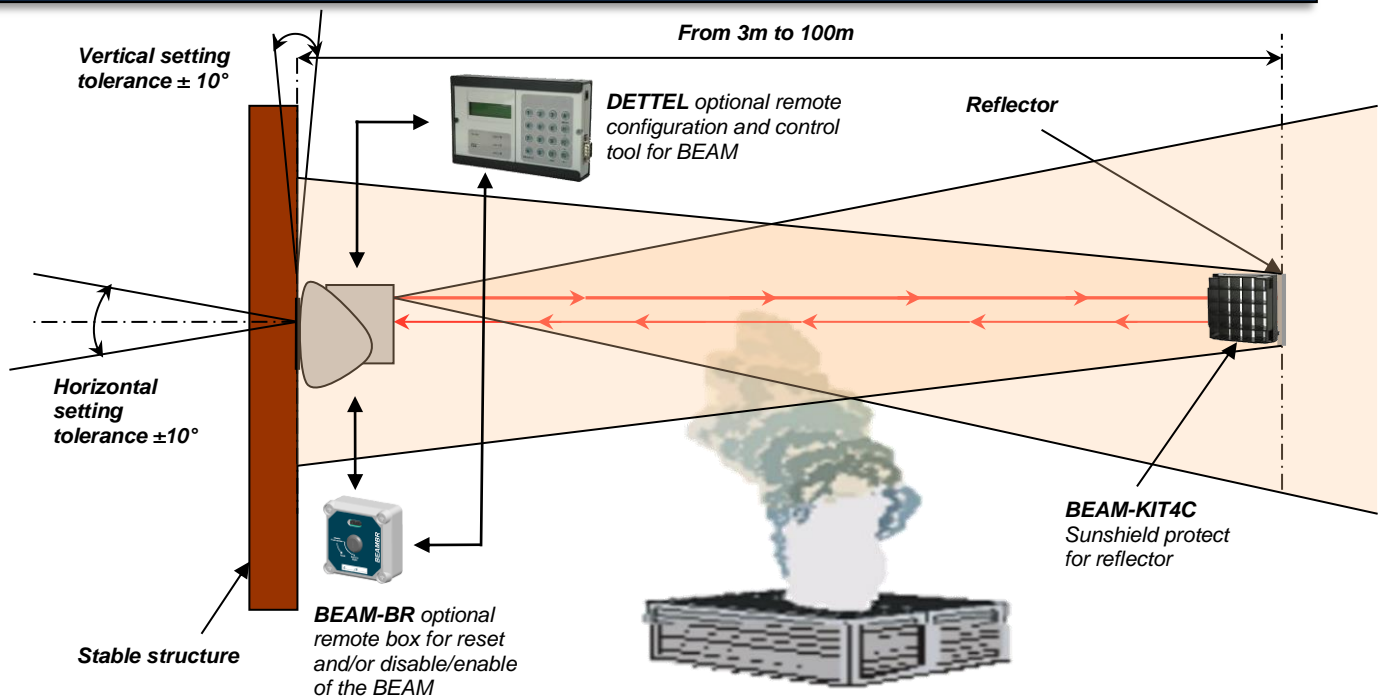 From 3m to 100m
Vertical setting
tolerance ± 10°
DETTEL optional remote
configuration and control
tool for BEAM
Reflector
Horizontal
setting
tolerance ±10°
BEAMBR
BEAM-KIT4C
Sunshield protect
for reflector
BEAM-BR optional
remote box for reset
and/or disable/enable
of the BEAM
Stable structure